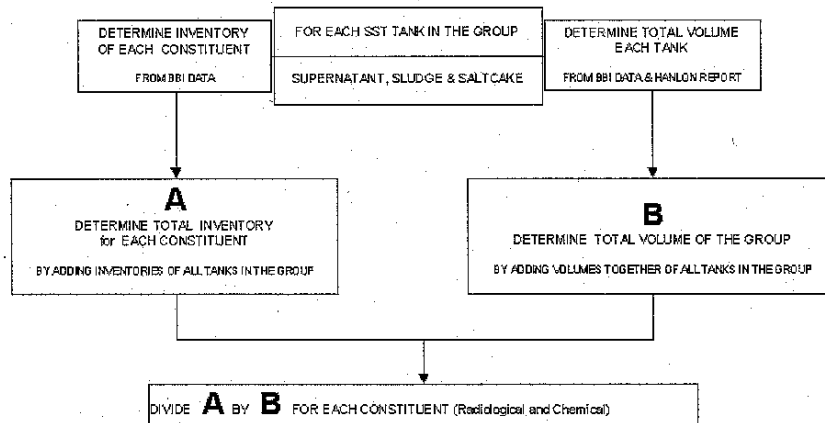 DETERMINE INVENTORY
OF EACH CONSTITUENT
FROM BBI DATA
FOR EACH SST TANK IN THE GROUP
SUPERNATANT, SLUDGE & SALTCAKE
DETERMINE TOTAL VOLUME
EACH TANK
FROM BBI DATA & HANLON REPORT
A
DETERMINE TOTAL INVENTORY
for EACH CONSTITUENT
BY ADDING INVENTORIES OF ALL TANKS IN THE GROUP
B
DETERMINE TOTAL VOLUME OF THE GROUP
BY ADDING VOLUMES TOGETHER OF ALL TANKS IN THE GROUP
DIVIDE A BY B FOR EACH CONSTITUENT (Radiological and Chemical)